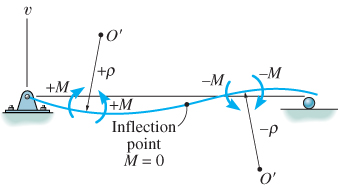 v
O′
+ρ
+M
+M
−M
−M
Inflection
point
M = 0
−ρ
O′